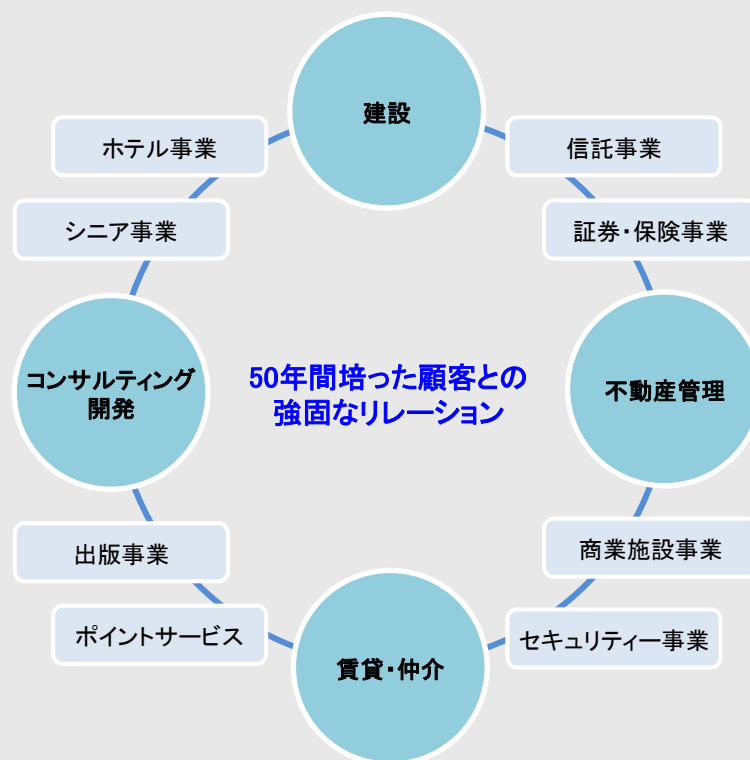 建設
ホテル事業
信託事業
シニア事業
証券・保険事業
コンサルティング
開発
50年間培った顧客との
強固なリレーション
不動産管理
出版事業
商業施設事業
ポイントサービス
セキュリティー事業
賃貸・仲介